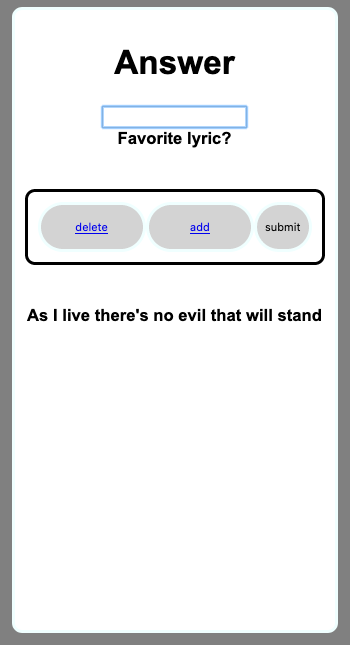 Answer
Favorite lyric?
delete add submit
As I live there's no evil that will stand